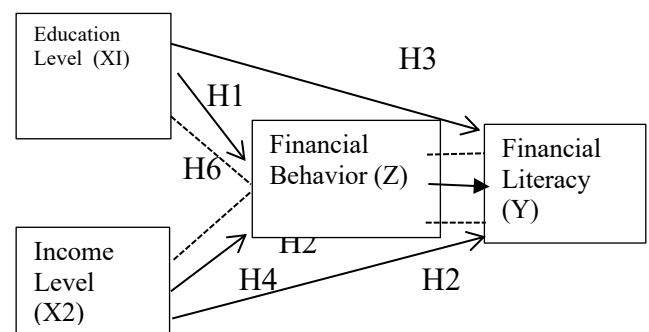 Education
Level (XI)
H3
H1
Financial
Behavior (Z)
Financial
Literacy
(Y)
H6
H2
Income
Level
(X2)
H4
H2